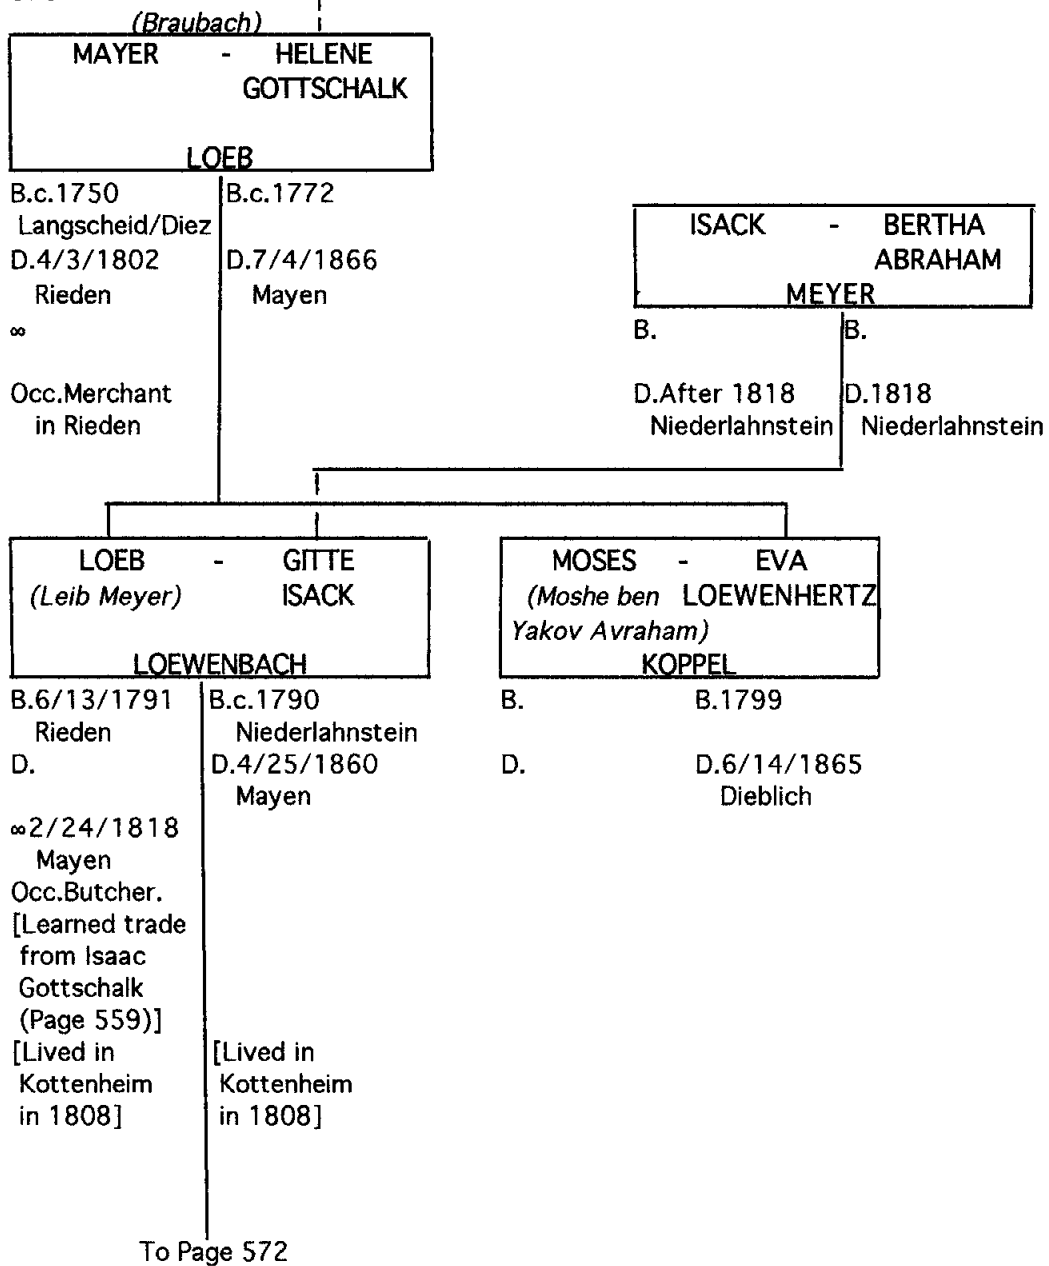 (Braubach)
MAYER - HELENE
GOTTSCHALK
LOEB
B.c.1750 B.c.1772
Langscheid/Diez
D.4/3/1802 D.7/4/1866
Rieden Mayen
∞
Occ.Merchant
in Rieden
ISACK - BERTHA
ABRAHAM
MEYER
B. B.
D.After 1818 D.1818
Niederlahnstein Niederlahnstein
LOEB - GITTE
(Leib Meyer) ISACK
LOEWENBACH
B.6/13/1791 B.c.1790
Rieden Niederlahnstein
D. D.4/25/1860
Mayen
∞2/24/1818
Mayen
Occ.Butcher.
[Learned trade
from Isaac
Gottschalk
(Page 559)]
[Lived in [Lived in
Kottenheim Kottenheim
in 1808] in 1808]
MOSES - EVA
(Moshe ben LOEWENHERTZ
Yakov Avraham)
KOPPEL
B. B.1799
D. D.6/14/1865
Dieblich
To Page 572